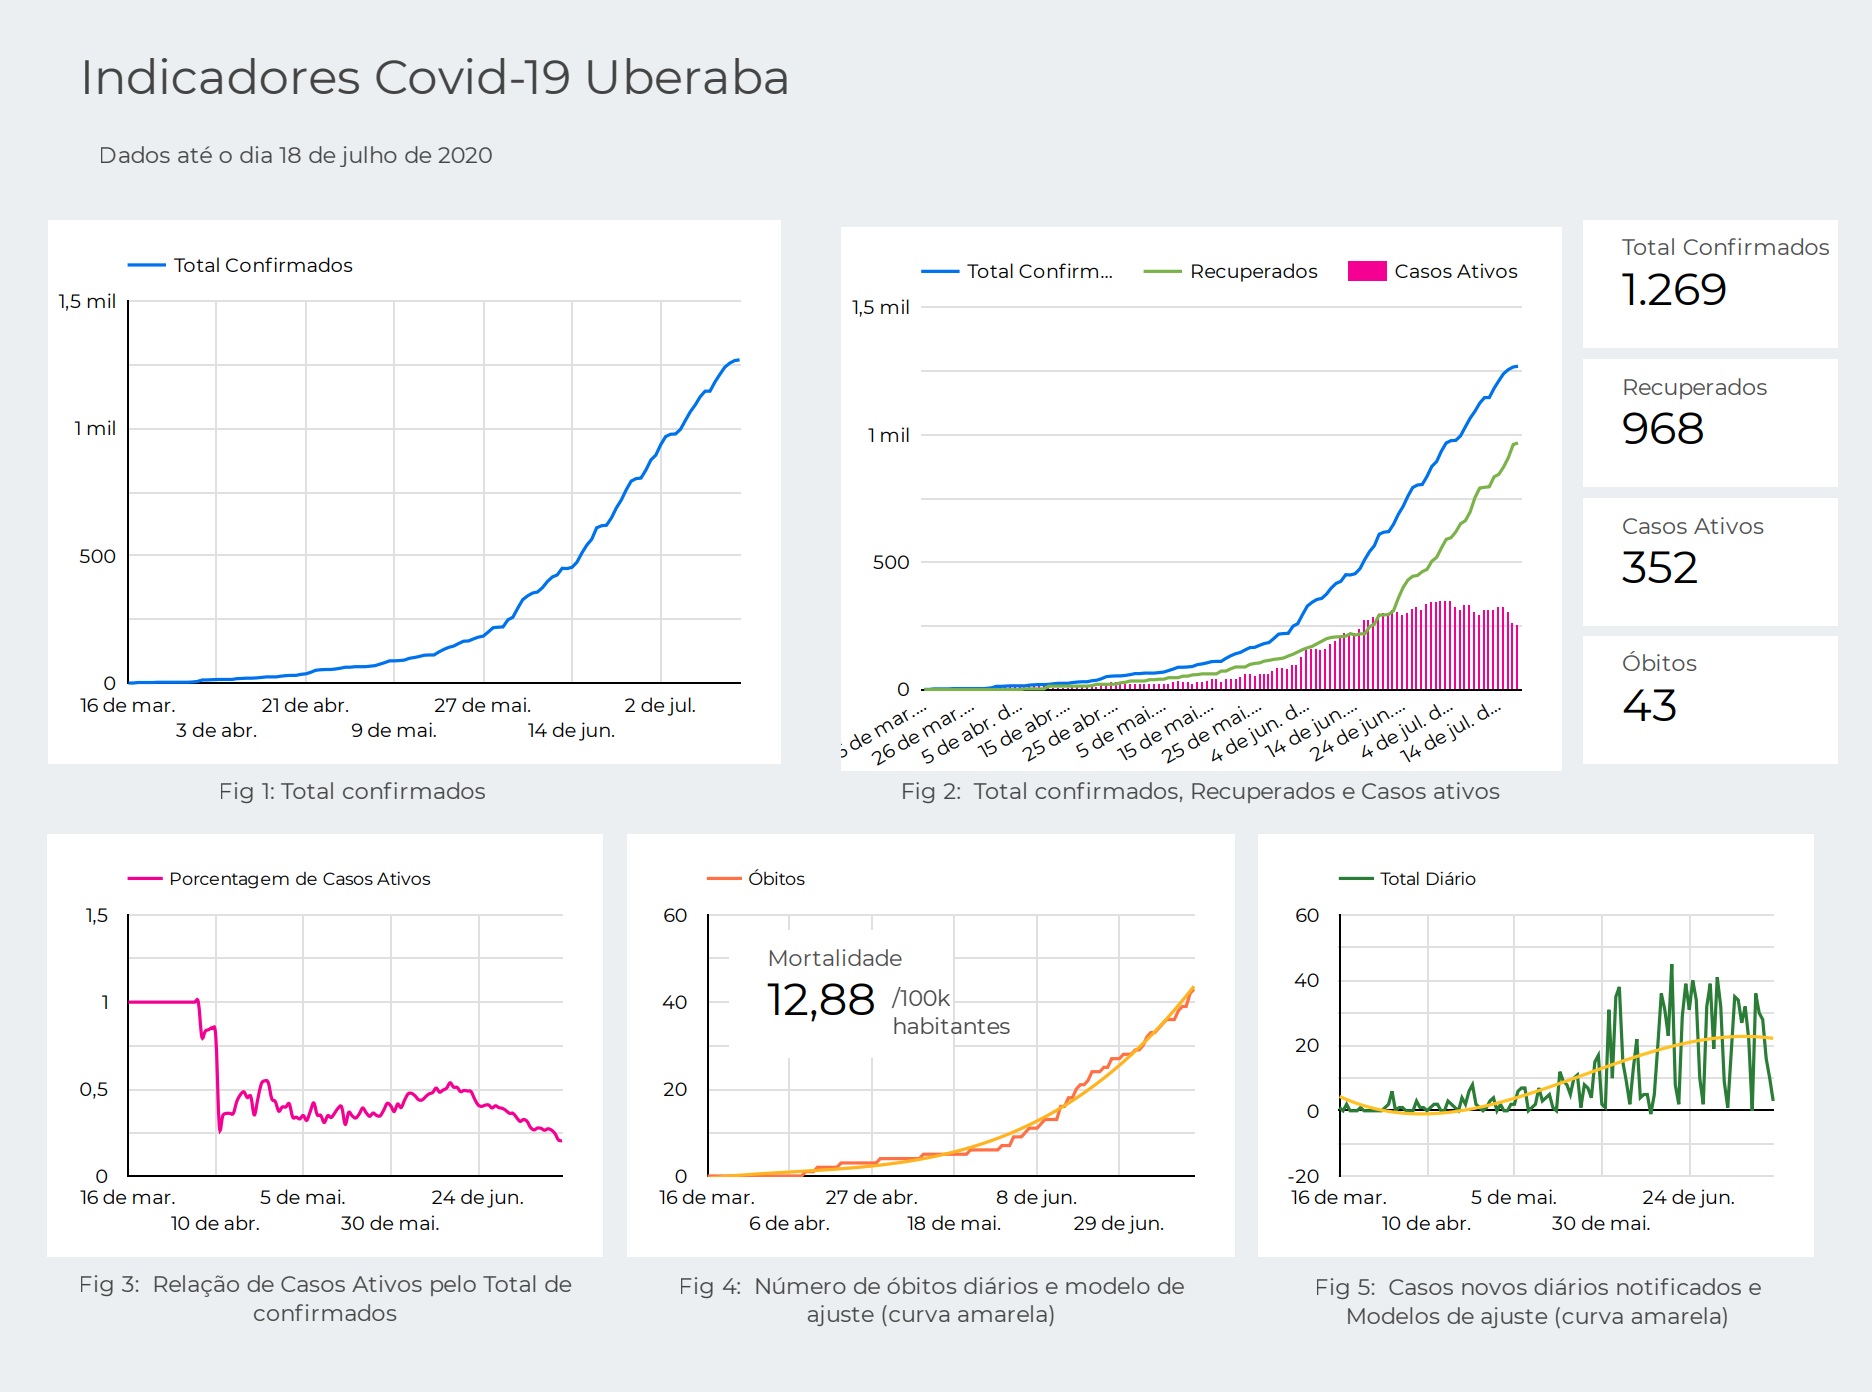 Indicadores Covid-19 Uberaba
Dados até o dia 18 de julho de 2020
Total Confirmados
1,5 mil
1 mil
500
0
16 de mar.
3 de abr.
21 de abr.
9 de mai.
27 de mai.
14 de jun.
2 de jul.
Fig 1: Total confirmados
Total Confirm... Recuperados Casos Ativos
1,5 mil
1 mil
500
0
6 de mar....
26 de mar....
5 de abr. d...
15 de abr....
25 de abr....
5 de mai....
15 de mai....
25 de mai....
4 de jun. d...
14 de jun....
24 de jun....
4 de jul. d...
14 de jul. d...
Fig 2: Total confirmados, Recuperados e Casos ativos
Total Confirmados
1.269
Recuperados
968
Casos Ativos
352
Óbitos
43
Porcentagem de Casos Ativos
1,5
1
0,5
0
16 de mar.
10 de abr.
5 de mai.
30 de mai.
24 de jun.
Fig 3: Relação de Casos Ativos pelo Total de
confirmados
Óbitos
60
40
20
0
Mortalidade
12,88 /100k
habitantes
16 de mar.
6 de abr.
27 de abr.
18 de mai.
8 de jun.
29 de jun.
Fig 4: Número de óbitos diários e modelo de
ajuste (curva amarela)
Total Diário
60
40
20
0
-20
16 de mar.
10 de abr.
5 de mai.
30 de mai.
24 de jun.
Fig 5: Casos novos diários notificados e
Modelos de ajuste (curva amarela)